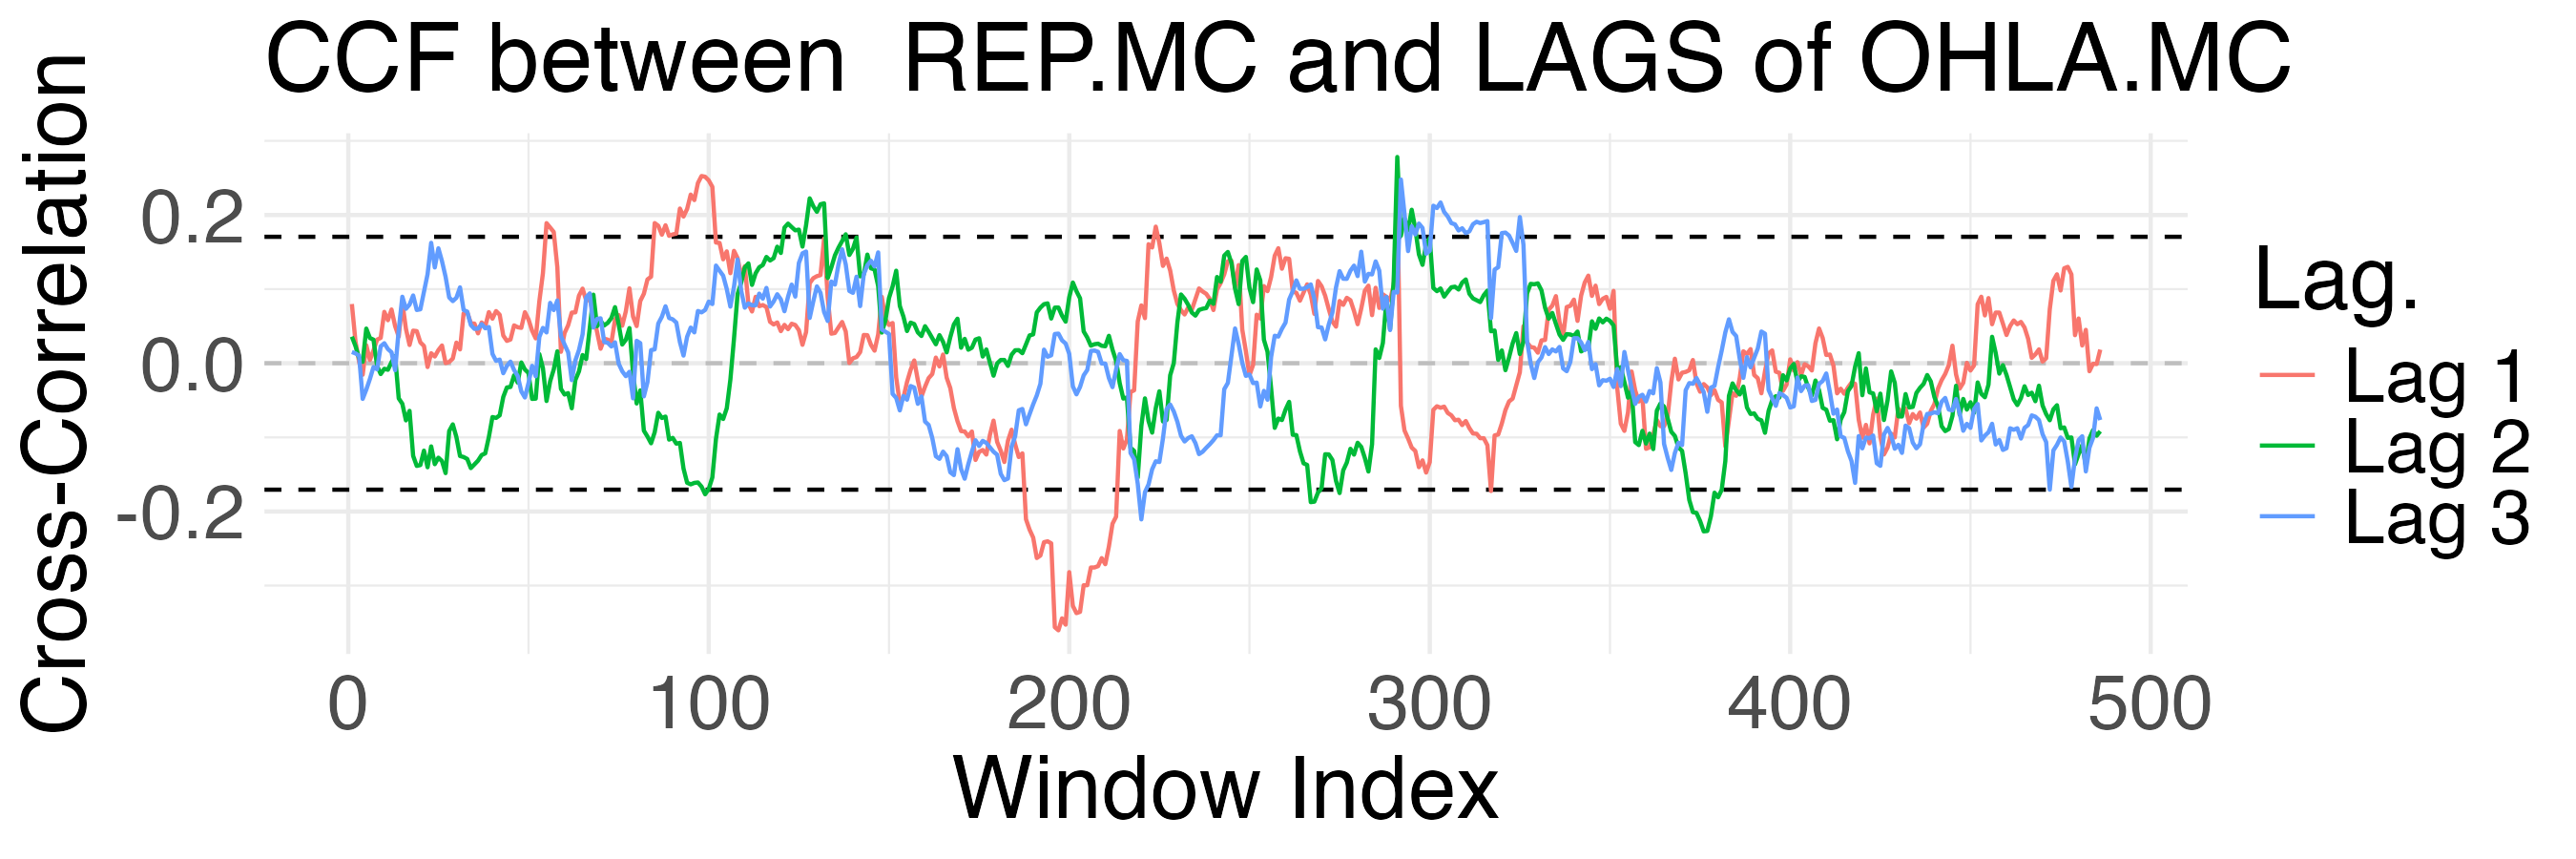 CCF between  REP.MC and LAGS of OHLA.MC
Cross-Correlation
0.2
0.0
-0.2
0
100
200
300
400
500
Window Index
Lag.
Lag 1
Lag 2
Lag 3